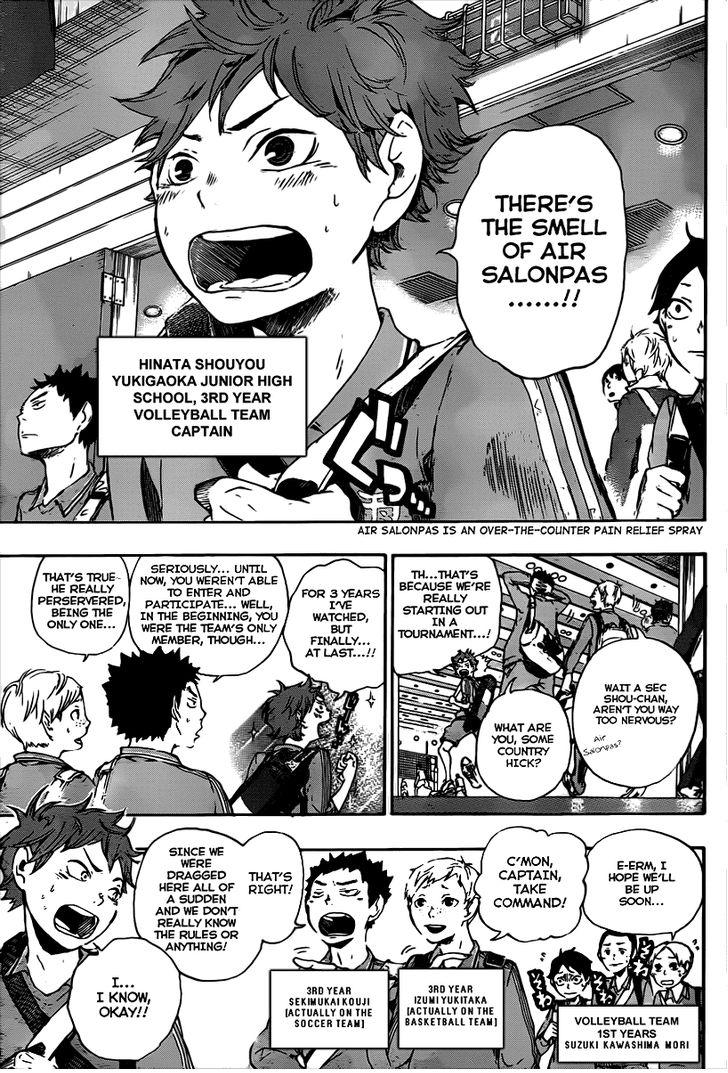 THERE'S
THE SMELL
OF AIR
SALONPAS
......!!
HINATA SHOUYOU
YUKIGAOKA JUNIOR HIGH
SCHOOL, 3RD YEAR
VOLLEYBALL TEAM
CAPTAIN
AIR SALONPAS IS AN OVER-THE-COUNTER PAIN RELIEF SPRAY
TH...THAT'S
BECAUSE WE'RE
REALLY
STARTING OUT
IN A
TOURNAMENT...!
WAIT A SEC
SHOU-CHAN,
AREN'T YOU WAY
TOO NERVOUS?
Air
Salonpas?
WHAT ARE
YOU, SOME
COUNTRY
HICK?
FOR 3 YEARS
I'VE
WATCHED,
BUT
FINALLY...
AT LAST...!!
SERIOUSLY... UNTIL
NOW, YOU WEREN'T ABLE
TO ENTER AND
PARTICIPATE... WELL,
IN THE BEGINNING, YOU
WERE THE TEAM'S ONLY
MEMBER, THOUGH...
THAT'S TRUE~
HE REALLY
PERSERVERED,
BEING THE
ONLY ONE...
E-ERM, I
HOPE WE'LL
BE UP
SOON...
C'MON,
CAPTAIN,
TAKE
COMMAND!
VOLLEYBALL TEAM
1ST YEARS
SUZUKI KAWASHIMA MORI
3RD YEAR
IZUMI YUKITAKA
[ACTUALLY ON THE
BASKETBALL TEAM]
3RD YEAR
SEKIMUKAI KOUJI
[ACTUALLY ON THE
SOCCER TEAM]
THAT'S
RIGHT!
SINCE WE
WERE
DRAGGED
HERE ALL OF
A SUDDEN
AND WE DON'T
REALLY KNOW
THE RULES OR
ANYTHING!
I...
I KNOW,
OKAY!!